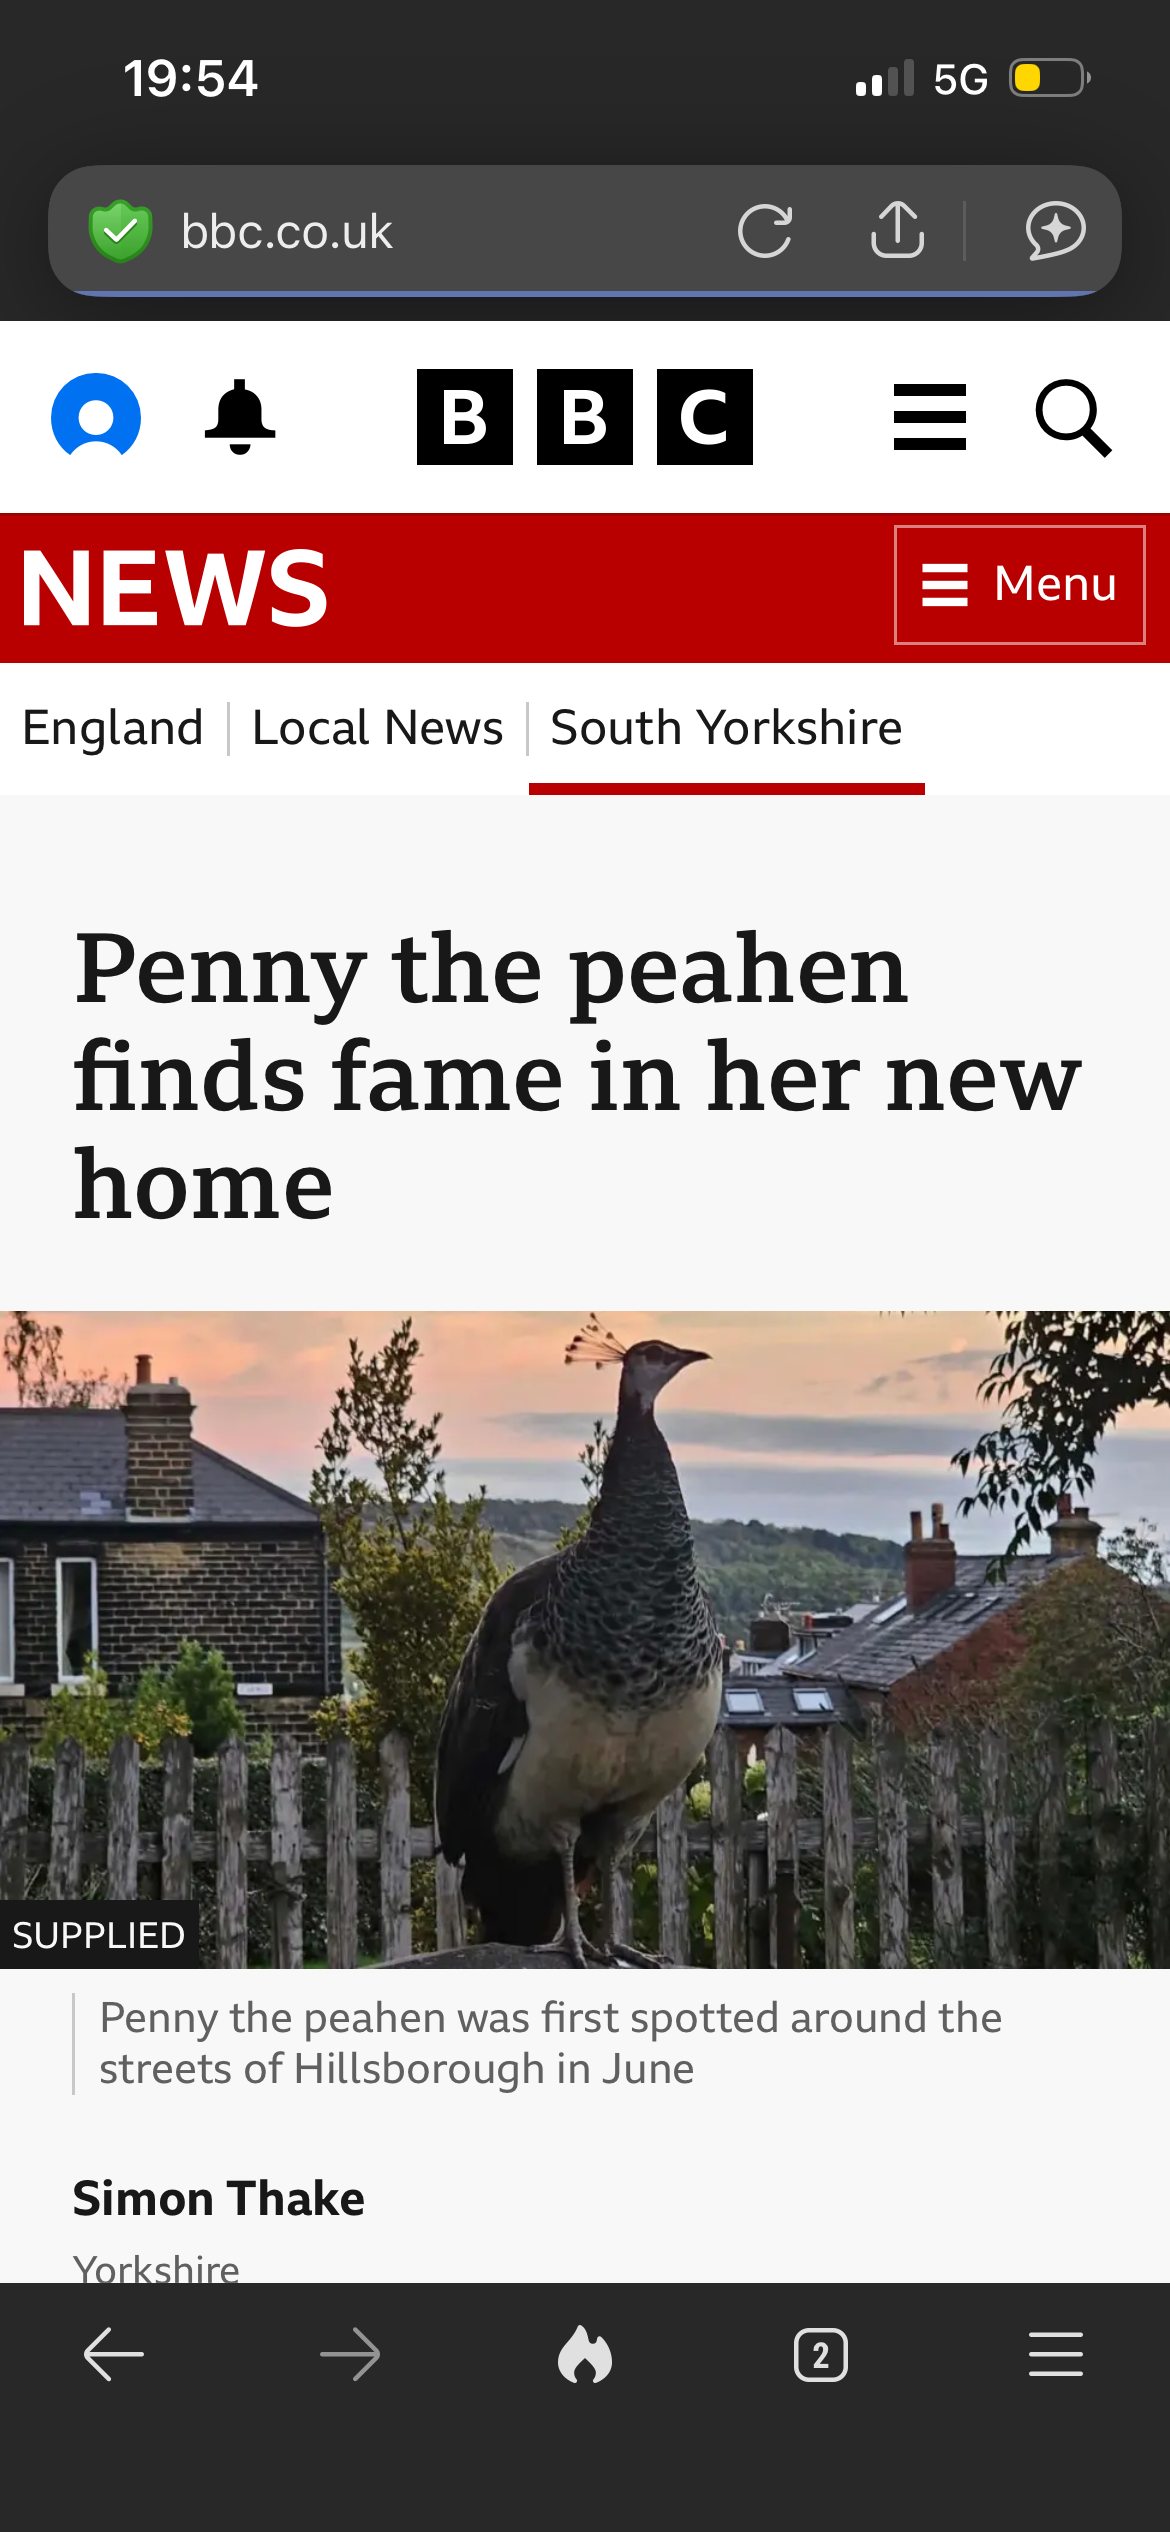 19:54
5G
bbc.co.uk
BBC
NEWS
Menu
England
Local News
South Yorkshire
Penny the peahen
finds fame in her new
home
SUPPLIED
Penny the peahen was first spotted around the
streets of Hillsborough in June
Simon Thake
Yorkshire
2